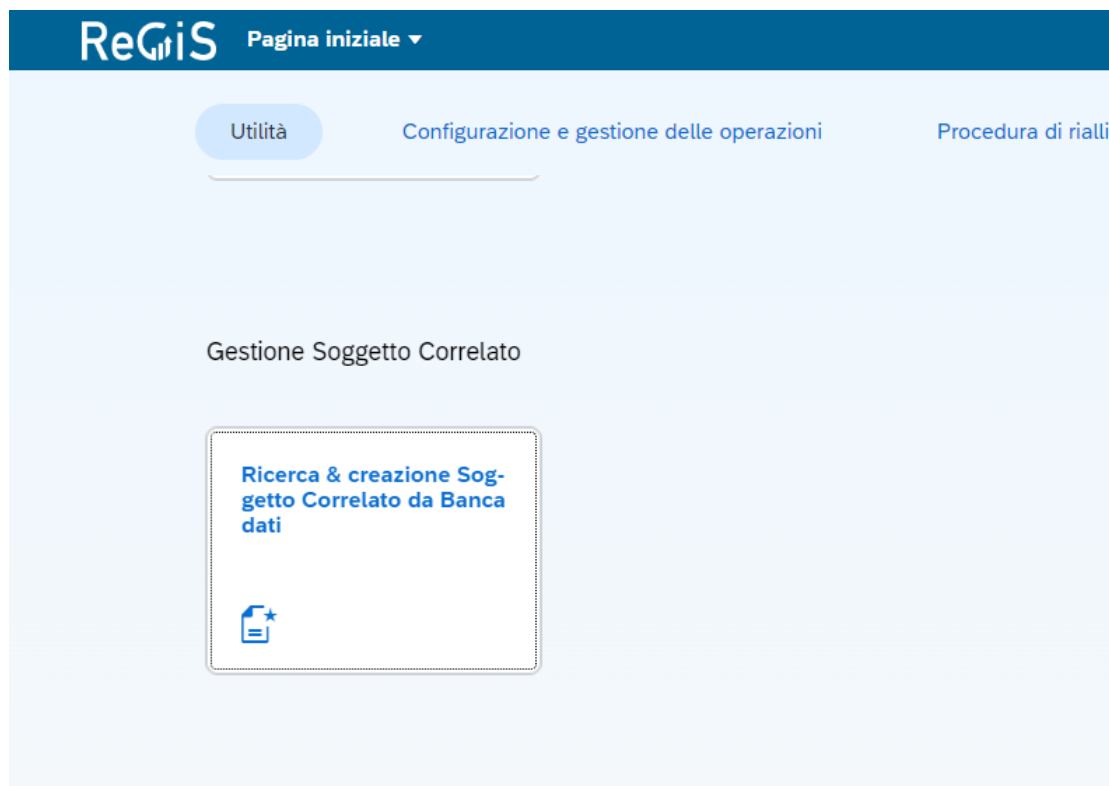 ReGiS Pagina iniziale
Utilità Configurazione e gestione delle operazioni Procedura di rialli
Gestione Soggetto Correlato
Ricerca & creazione Sog-
getto Correlato da Banca
dati